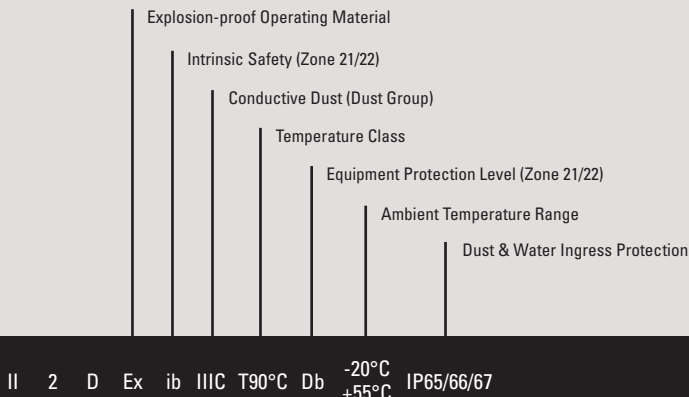 Explosion-proof Operating Material
Intrinsic Safety (Zone 21/22)
Conductive Dust (Dust Group)
Temperature Class
Equipment Protection Level (Zone 21/22)
Ambient Temperature Range
Dust & Water Ingress Protection
II 2 D Ex ib IIIC T90°C Db -20°C +55°C IP65/66/67